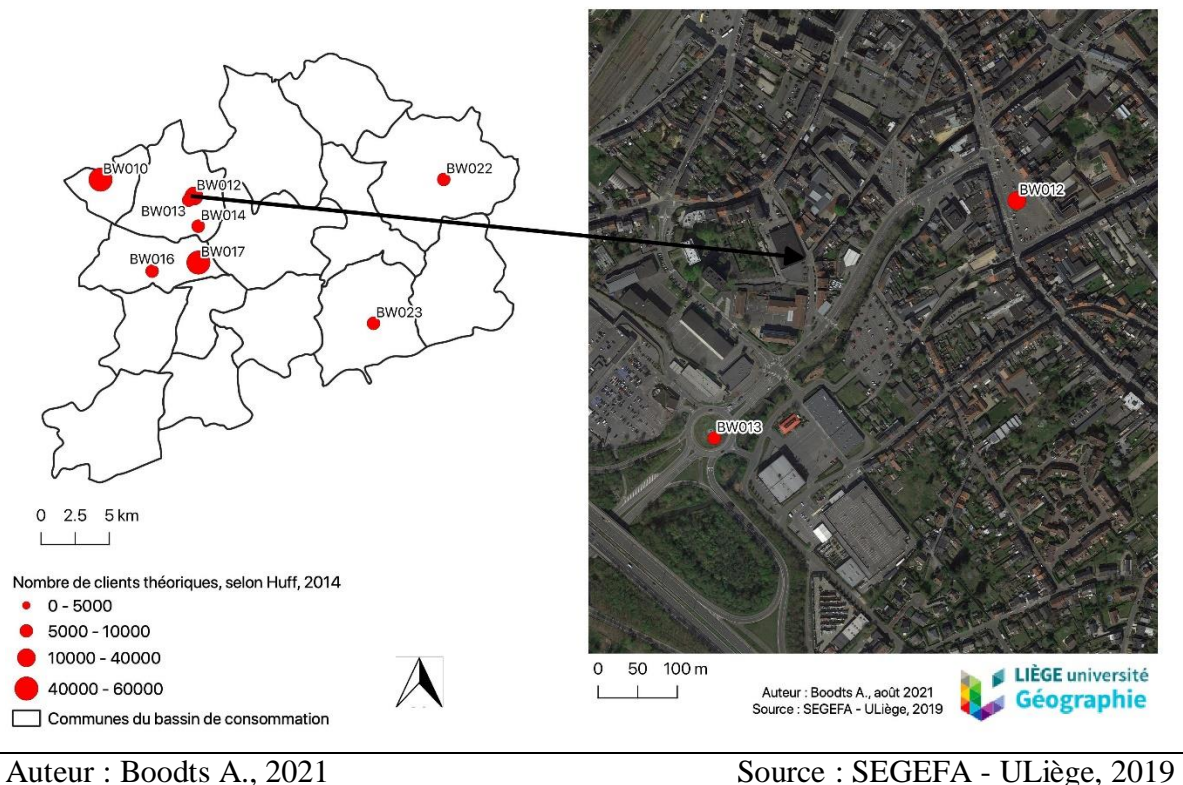 BW010
BW012
BW022
BW013
BW014
BW016
BW017
BW023
0 2.5 5 km
Nombre de clients théoriques, selon Huff, 2014
0 - 5000
5000 - 10000
10000 - 40000
40000 - 60000
Communes du bassin de consommation
BW012
BW013
0 50 100 m
Auteur : Boodts A., août 2021
Source : SEGEFA - ULiège, 2019
LIÈGE université
Géographie
Auteur : Boodts A., 2021 Source : SEGEFA - ULiège, 2019